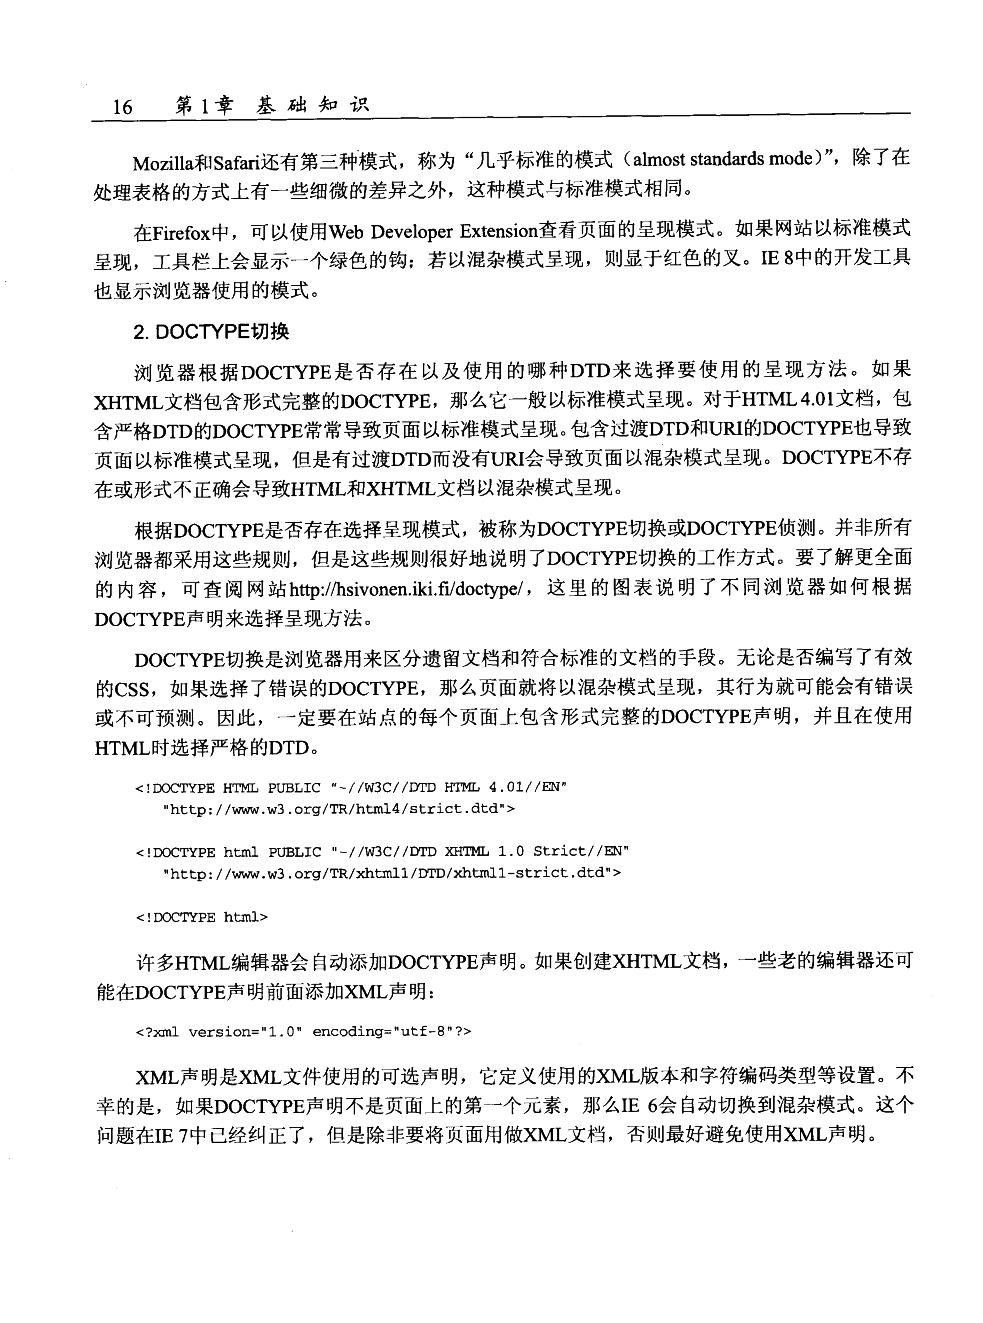 16 第1章 基 础 知 识
Mozilla和Safari还有第三种模式，称为“几乎标准的模式（almost standards mode）”，除了在
处理表格的方式上有一些细微的差异之外，这种模式与标准模式相同。
在Firefox中，可以使用Web Developer Extension查看页面的呈现模式。如果网站以标准模式
呈现，工具栏上会显示一个绿色的钩；若以混杂模式呈现，则显于红色的叉。IE 8中的开发工具
也显示浏览器使用的模式。
2. DOCTYPE切换
浏览器根据DOCTYPE是否存在以及使用的哪种DTD来选择要使用的呈现方法。如果
XHTML文档包含形式完整的DOCTYPE，那么它一般以标准模式呈现。对于HTML 4.01文档，包
含严格DTD的DOCTYPE常常导致页面以标准模式呈现。包含过渡DTD和URI的DOCTYPE也导致
页面以标准模式呈现，但是有过渡DTD而没有URI会导致页面以混杂模式呈现。DOCTYPE不存
在或形式不正确会导致HTML和XHTML文档以混杂模式呈现。
根据DOCTYPE是否存在选择呈现模式，被称为DOCTYPE切换或DOCTYPE侦测。并非所有
浏览器都采用这些规则，但是这些规则很好地说明了DOCTYPE切换的工作方式。要了解更全面
的内容，可查阅网站http://hsivonen.iki.fi/doctype/，这里的图表说明了不同浏览器如何根据
DOCTYPE声明来选择呈现方法。
DOCTYPE切换是浏览器用来区分遗留文档和符合标准的文档的手段。无论是否编写了有效
的CSS，如果选择了错误的DOCTYPE，那么页面就将以混杂模式呈现，其行为就可能会有错误
或不可预测。因此，一定要在站点的每个页面上包含形式完整的DOCTYPE声明，并且在使用
HTML时选择严格的DTD。
<!DOCTYPE HTML PUBLIC "-//W3C//DTD HTML 4.01//EN"
"http://www.w3.org/TR/html4/strict.dtd">
<!DOCTYPE html PUBLIC "-//W3C//DTD XHTML 1.0 Strict//EN"
"http://www.w3.org/TR/xhtml1/DTD/xhtml1-strict.dtd">
<!DOCTYPE html>
许多HTML编辑器会自动添加DOCTYPE声明。如果创建XHTML文档，一些老的编辑器还可
能在DOCTYPE声明前面添加XML声明：
<?xml version="1.0" encoding="utf-8"?>
XML声明是XML文件使用的可选声明，它定义使用的XML版本和字符编码类型等设置。不
幸的是，如果DOCTYPE声明不是页面上的第一个元素，那么IE 6会自动切换到混杂模式。这个
问题在IE 7中已经纠正了，但是除非要将页面用做XML文档，否则最好避免使用XML声明。